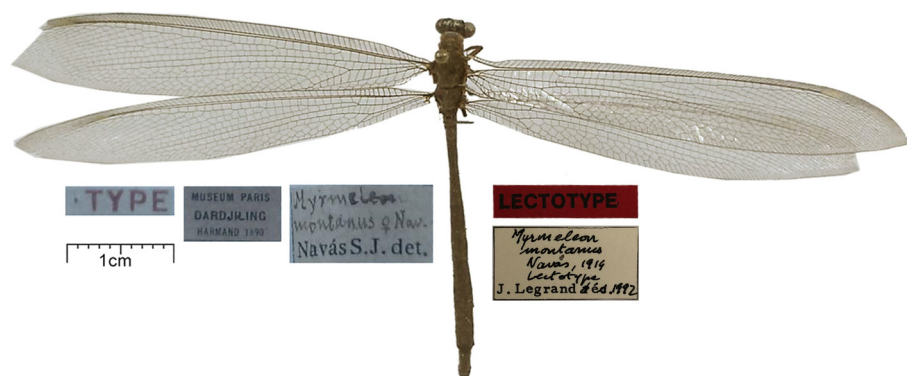 TYPE
MUSEUM PARIS
DARDJILING
HARMAND 1890
Myrmeleon
montanus ♀ Nav.
Navás S.J. det.
1cm
LECTOTYPE
Myrmeleon
montanus
♀
Navás, 1914
Lectotype
J. Legrand dés. 1992